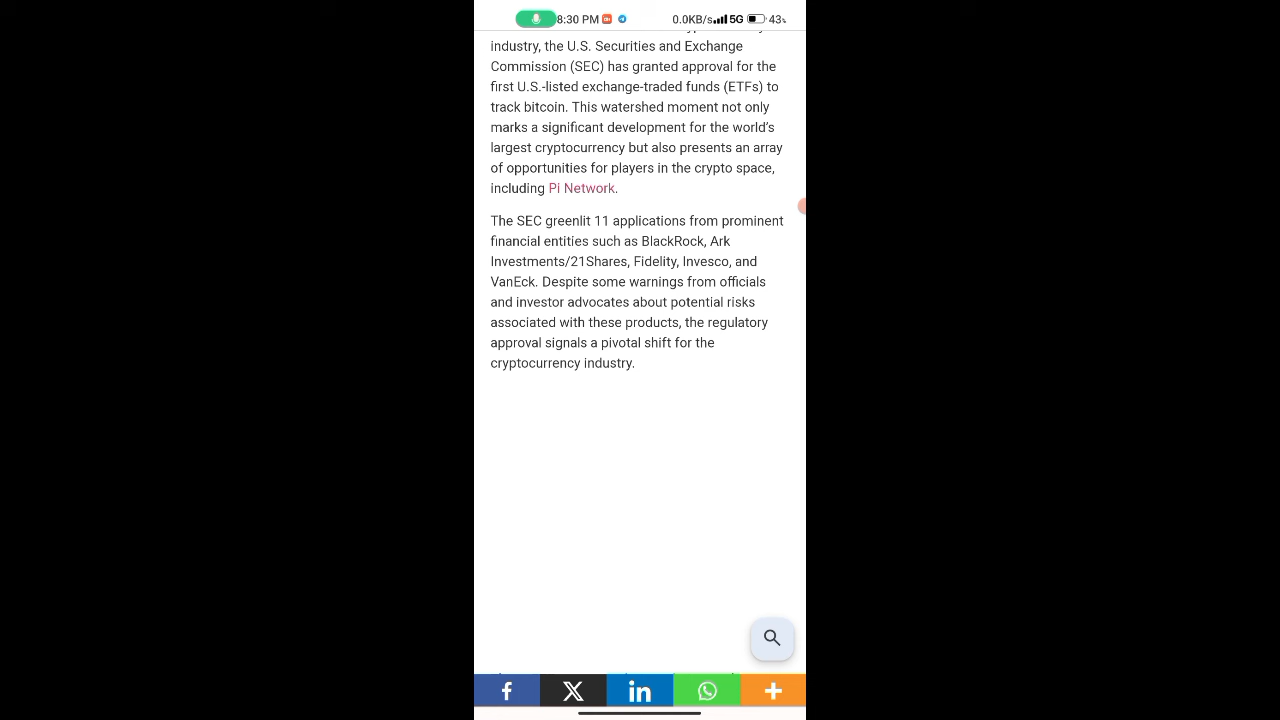 8:30 PM
0.0KB/s 5G 43%
industry, the U.S. Securities and Exchange
Commission (SEC) has granted approval for the
first U.S.-listed exchange-traded funds (ETFs) to
track bitcoin. This watershed moment not only
marks a significant development for the world's
largest cryptocurrency but also presents an array
of opportunities for players in the crypto space,
including Pi Network.
The SEC greenlit 11 applications from prominent
financial entities such as BlackRock, Ark
Investments/21Shares, Fidelity, Invesco, and
VanEck. Despite some warnings from officials
and investor advocates about potential risks
associated with these products, the regulatory
approval signals a pivotal shift for the
cryptocurrency industry.
f X in +